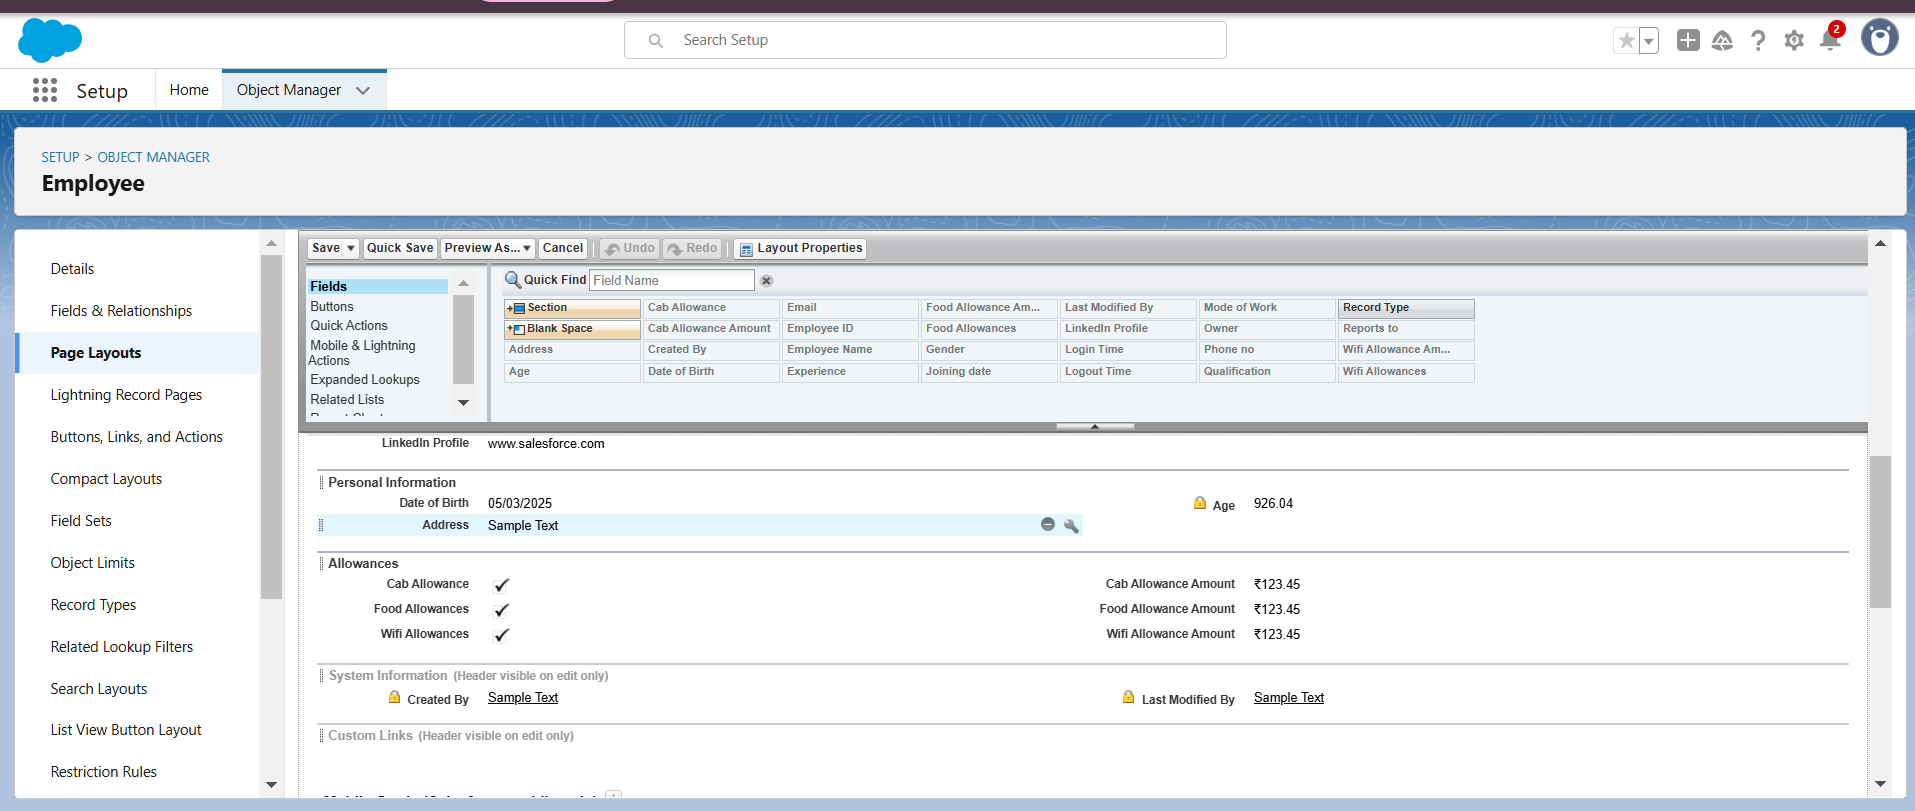 Search Setup
2
Setup
Home
Object Manager
SETUP > OBJECT MANAGER
Employee
Details
Fields & Relationships
Page Layouts
Lightning Record Pages
Buttons, Links, and Actions
Compact Layouts
Field Sets
Object Limits
Record Types
Related Lookup Filters
Search Layouts
List View Button Layout
Restriction Rules
Save Quick Save Preview As... Cancel Undo Redo Layout Properties
Fields
Buttons
Quick Actions
Mobile & Lightning
Actions
Expanded Lookups
Related Lists
Quick Find Field Name
Section Cab Allowance Email Food Allowance Am... Last Modified By Mode of Work Record Type
Blank Space Cab Allowance Amount Employee ID Food Allowances LinkedIn Profile Owner Reports to
Address Created By Employee Name Gender Login Time Phone no Wifi Allowance Am...
Age Date of Birth Experience Joining date Logout Time Qualification Wifi Allowances
LinkedIn Profile www.salesforce.com
Personal Information
Date of Birth 05/03/2025 Age 926.04
Address Sample Text
Allowances
Cab Allowance Cab Allowance Amount ₹123.45
Food Allowances Food Allowance Amount ₹123.45
Wifi Allowances Wifi Allowance Amount ₹123.45
System Information (Header visible on edit only)
Created By Sample Text Last Modified By Sample Text
Custom Links (Header visible on edit only)